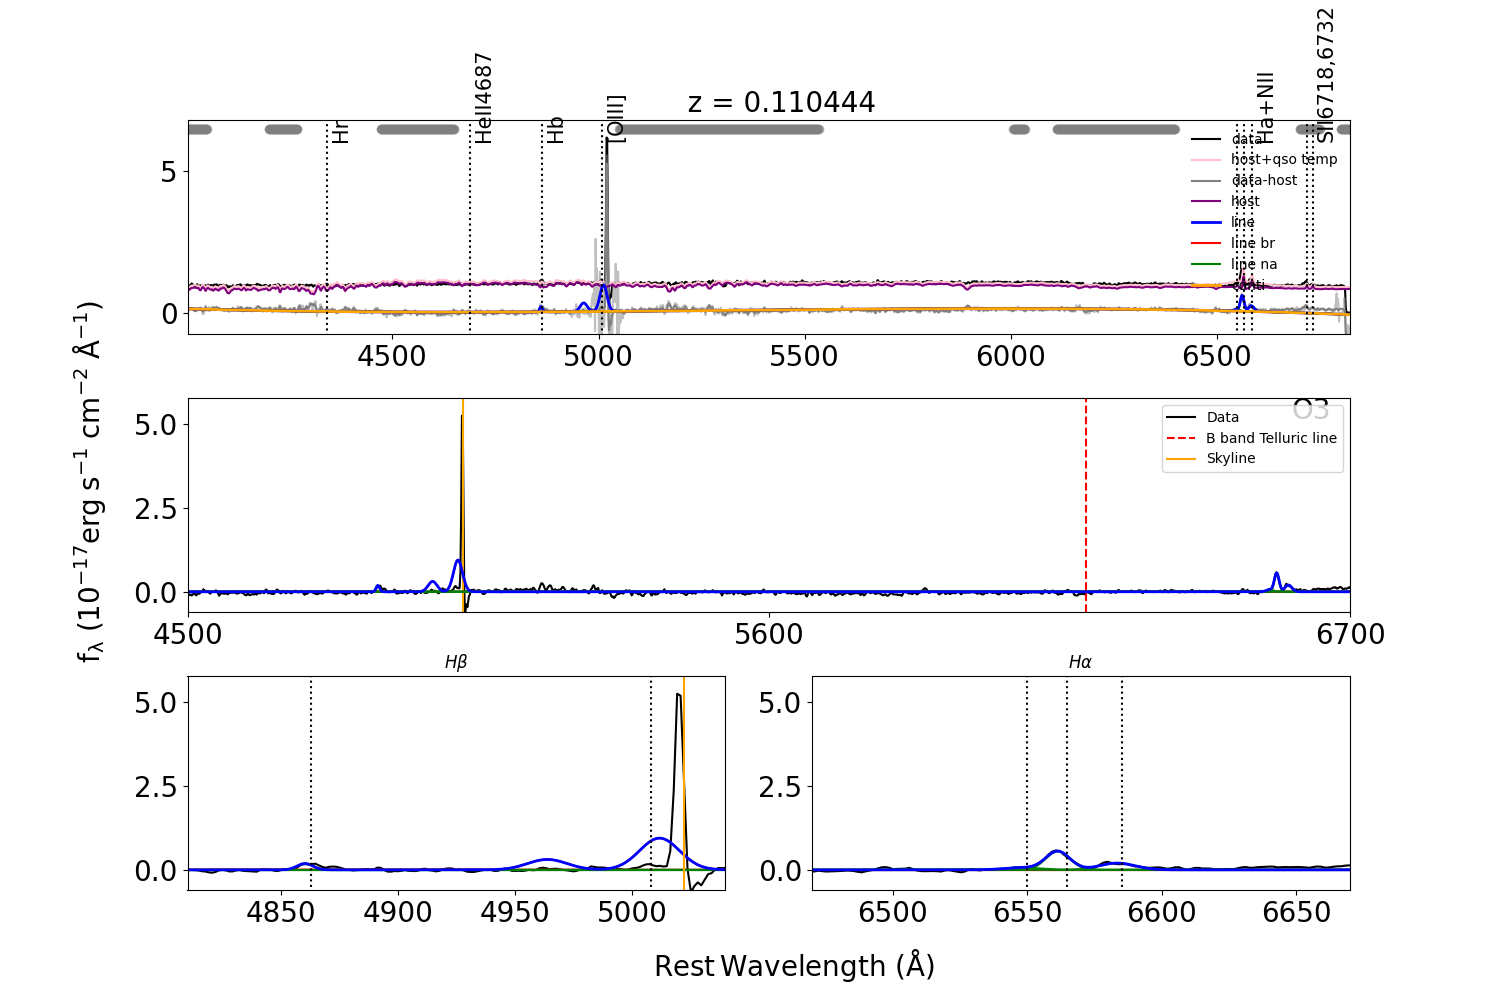 z = 0.110444
Hr
HeII4687
Hb
[OIII]
Ha+NII
SII6718,6732
data
host+qso temp
data-host
host
line
line br
line na
conti
5
0
4500
5000
5500
6000
6500
f_λ (10⁻¹⁷erg s⁻¹ cm⁻² Å⁻¹)
O3
Data
B band Telluric line
Skyline
5.0
2.5
0.0
4500
5600
6700
Hβ
5.0
2.5
0.0
4850
4900
4950
5000
Hα
5.0
2.5
0.0
6500
6550
6600
6650
Rest Wavelength (Å)